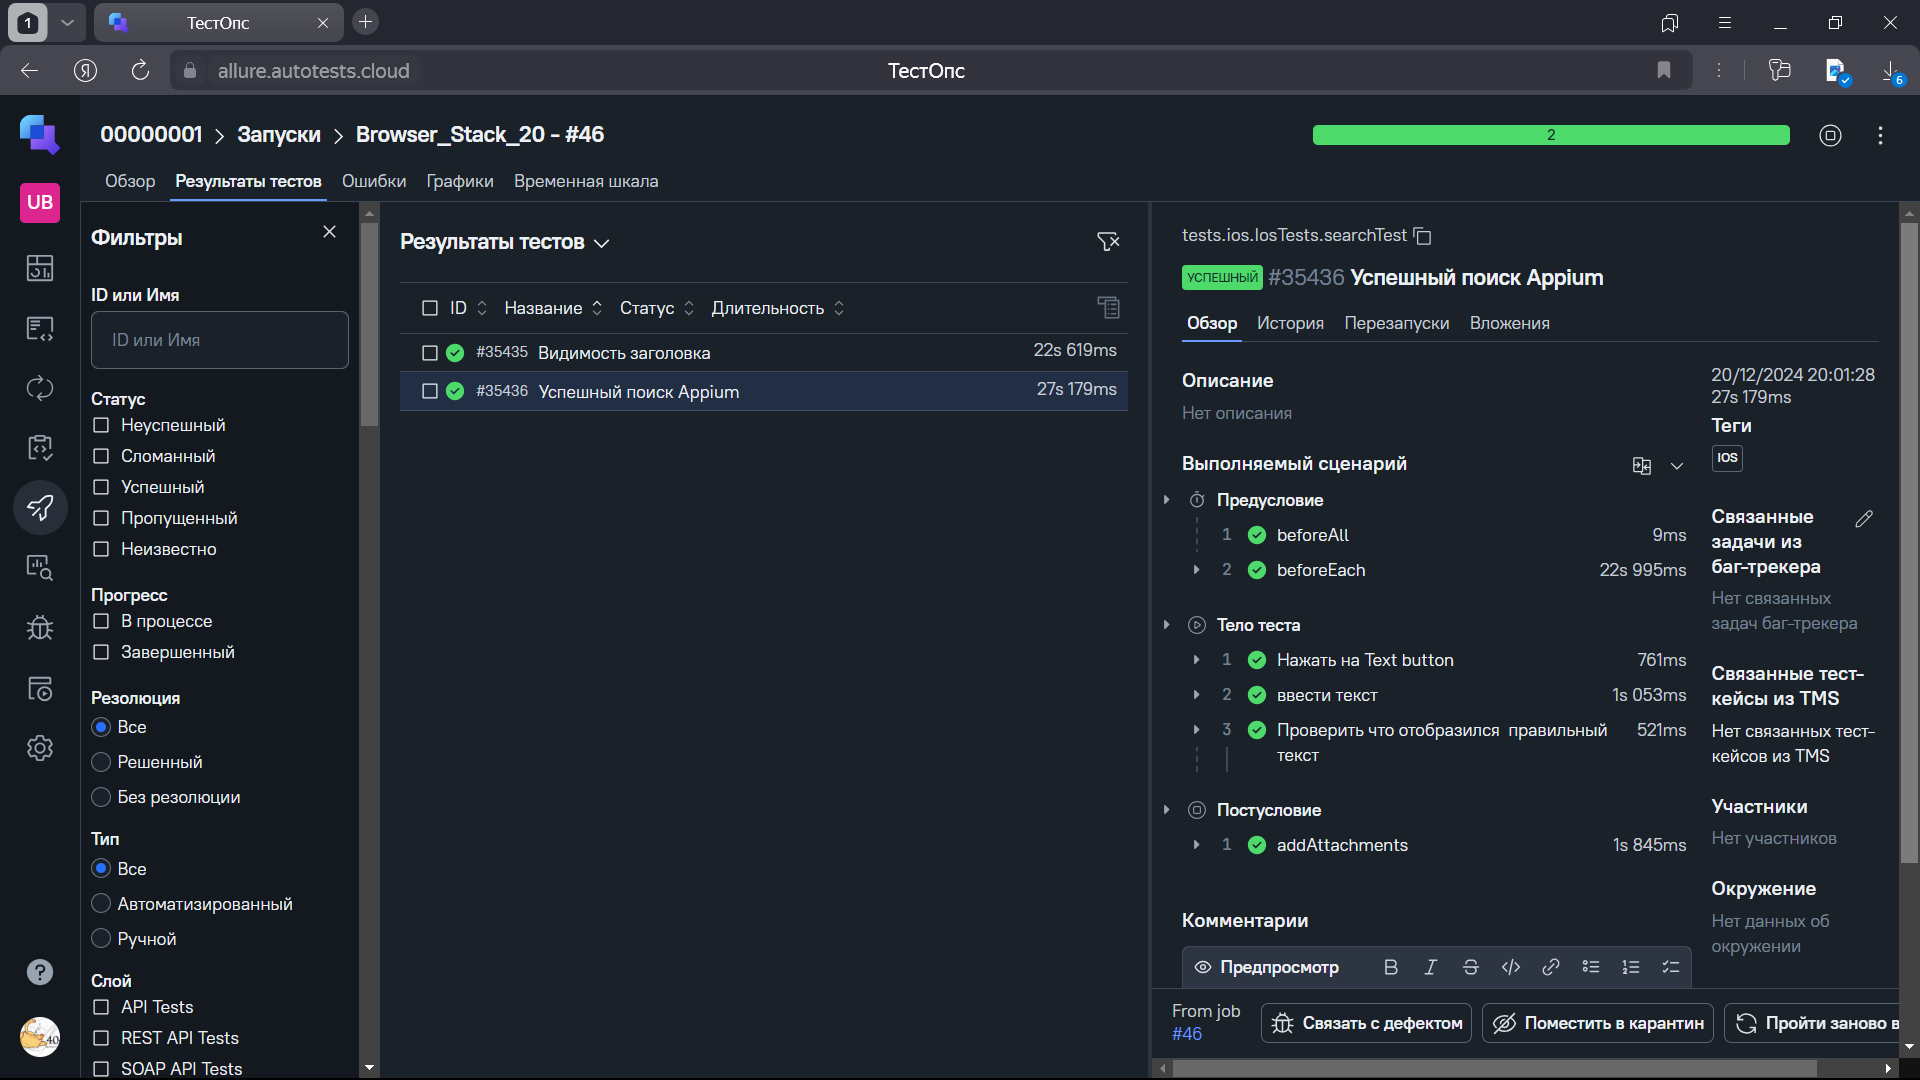 1
ТестОпс
Я
allure.autotests.cloud
ТестОпс
6
00000001 > Запуски > Browser_Stack_20 - #46
2
UB
Обзор Результаты тестов Ошибки Графики Временная шкала
Фильтры
ID или Имя
ID или Имя
Статус
Неуспешный
Сломанный
Успешный
Пропущенный
Неизвестно
Прогресс
В процессе
Завершенный
Резолюция
Все
Решенный
Без резолюции
Тип
Все
Автоматизированный
Ручной
Слой
API Tests
REST API Tests
SOAP API Tests
40
Результаты тестов
ID Название Статус Длительность
#35435 Видимость заголовка 22s 619ms
#35436 Успешный поиск Appium 27s 179ms
tests.ios.IosTests.searchTest
УСПЕШНЫЙ #35436 Успешный поиск Appium
Обзор История Перезапуски Вложения
Описание
Нет описания
Выполняемый сценарий
Предусловие
1 beforeAll 9ms
2 beforeEach 22s 995ms
Тело теста
1 Нажать на Text button 761ms
2 ввести текст 1s 053ms
3 Проверить что отобразился правильный 521ms
текст
Постусловие
1 addAttachments 1s 845ms
Комментарии
Предпросмотр
20/12/2024 20:01:28
27s 179ms
Теги
IOS
Связанные
задачи из
баг-трекера
Нет связанных
задач баг-трекера
Связанные тест-
кейсы из TMS
Нет связанных тест-
кейсов из TMS
Участники
Нет участников
Окружение
Нет данных об
окружении
From job
#46
Связать с дефектом
Поместить в карантин
Пройти заново в